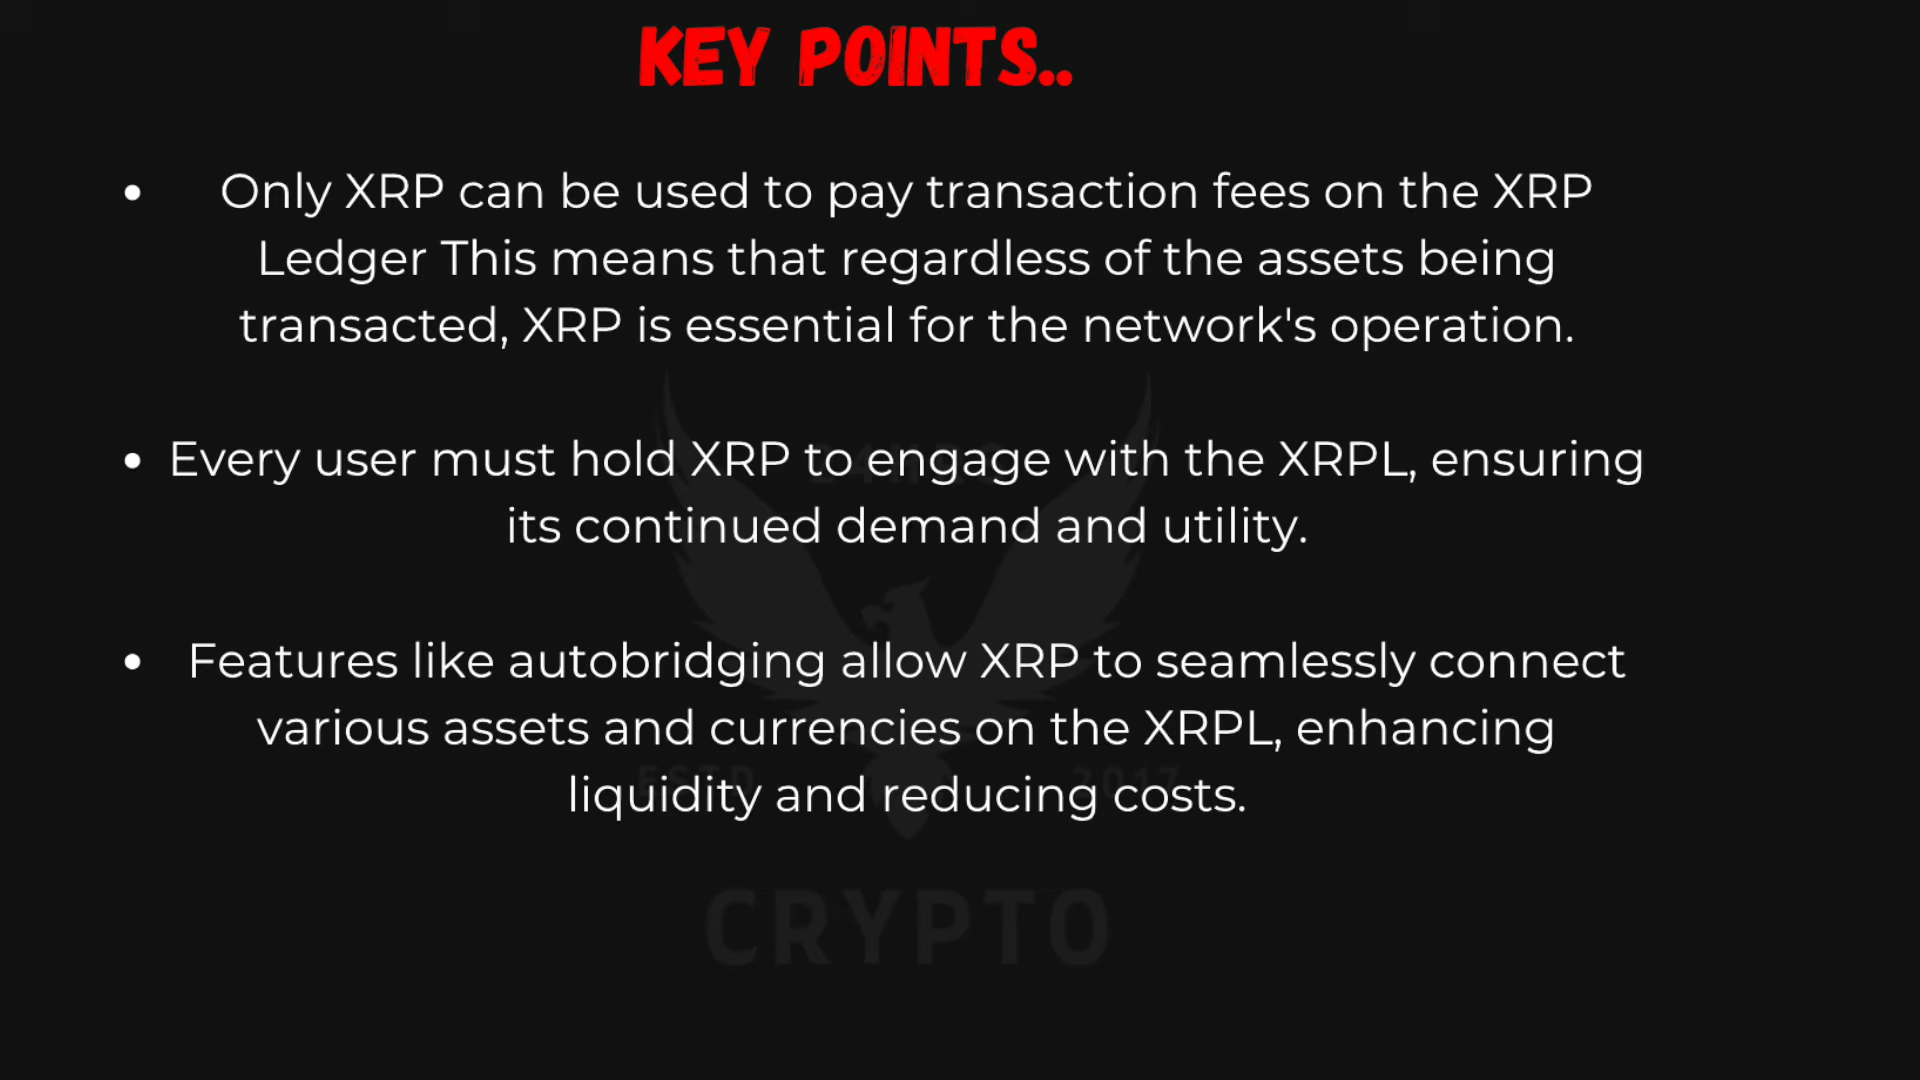 KEY POINTS..
• Only XRP can be used to pay transaction fees on the XRP
Ledger This means that regardless of the assets being
transacted, XRP is essential for the network's operation.
• Every user must hold XRP to engage with the XRPL, ensuring
its continued demand and utility.
• Features like autobridging allow XRP to seamlessly connect
various assets and currencies on the XRPL, enhancing
liquidity and reducing costs.
24HRS
ESTD 2017
CRYPTO